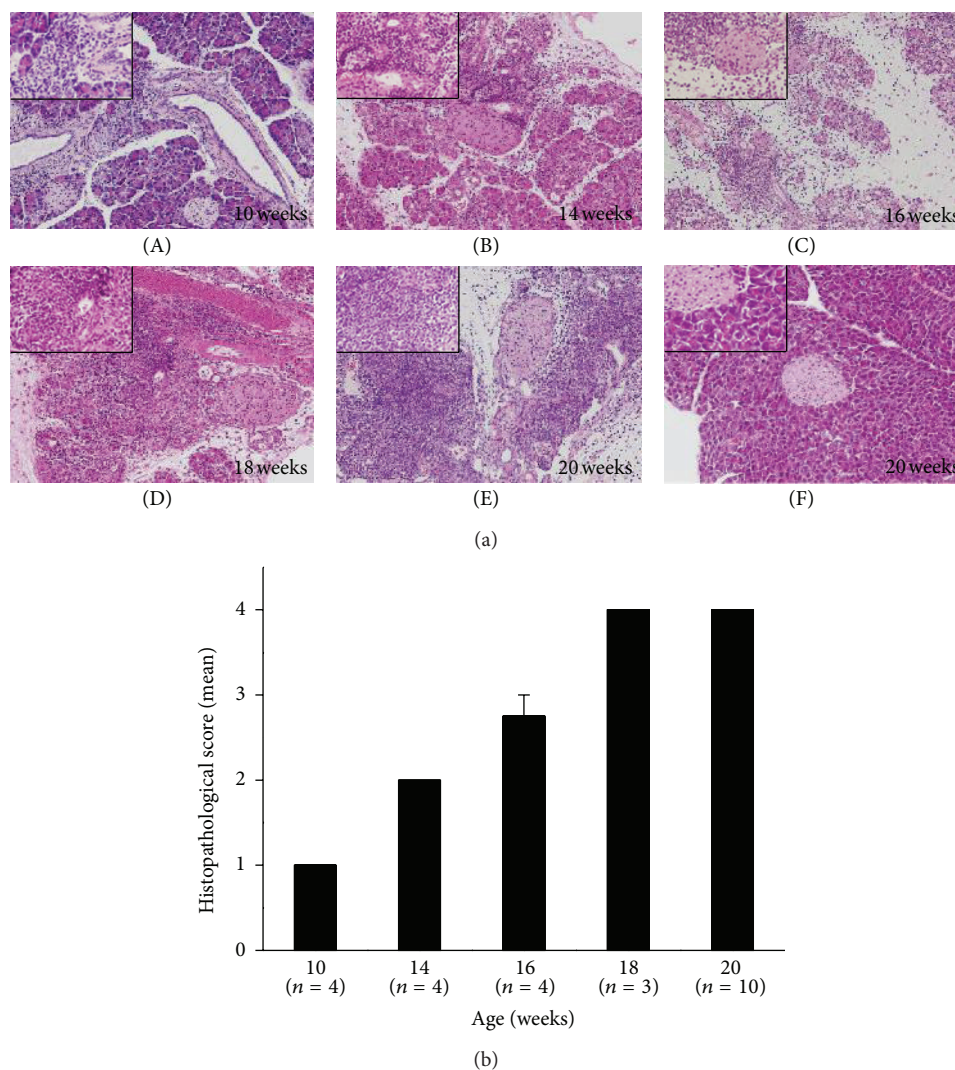 10 weeks
14 weeks
16 weeks
(A)
(B)
(C)
18 weeks
20 weeks
20 weeks
(D)
(E)
(F)
(a)
Histopathological score (mean)
4
3
2
1
0
10
14
16
18
20
(n = 4)
(n = 4)
(n = 4)
(n = 3)
(n = 10)
Age (weeks)
(b)